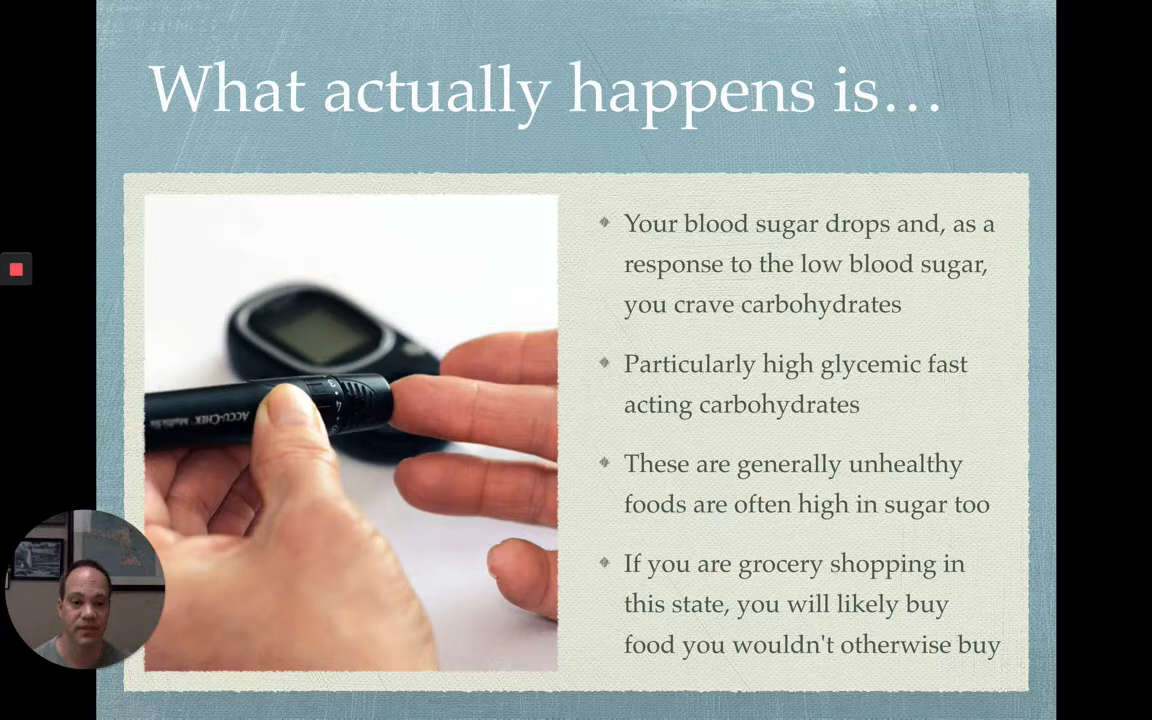 What actually happens is…
Your blood sugar drops and, as a
response to the low blood sugar,
you crave carbohydrates
Particularly high glycemic fast
acting carbohydrates
These are generally unhealthy
foods are often high in sugar too
If you are grocery shopping in
this state, you will likely buy
food you wouldn't otherwise buy
ACCU-CHEK